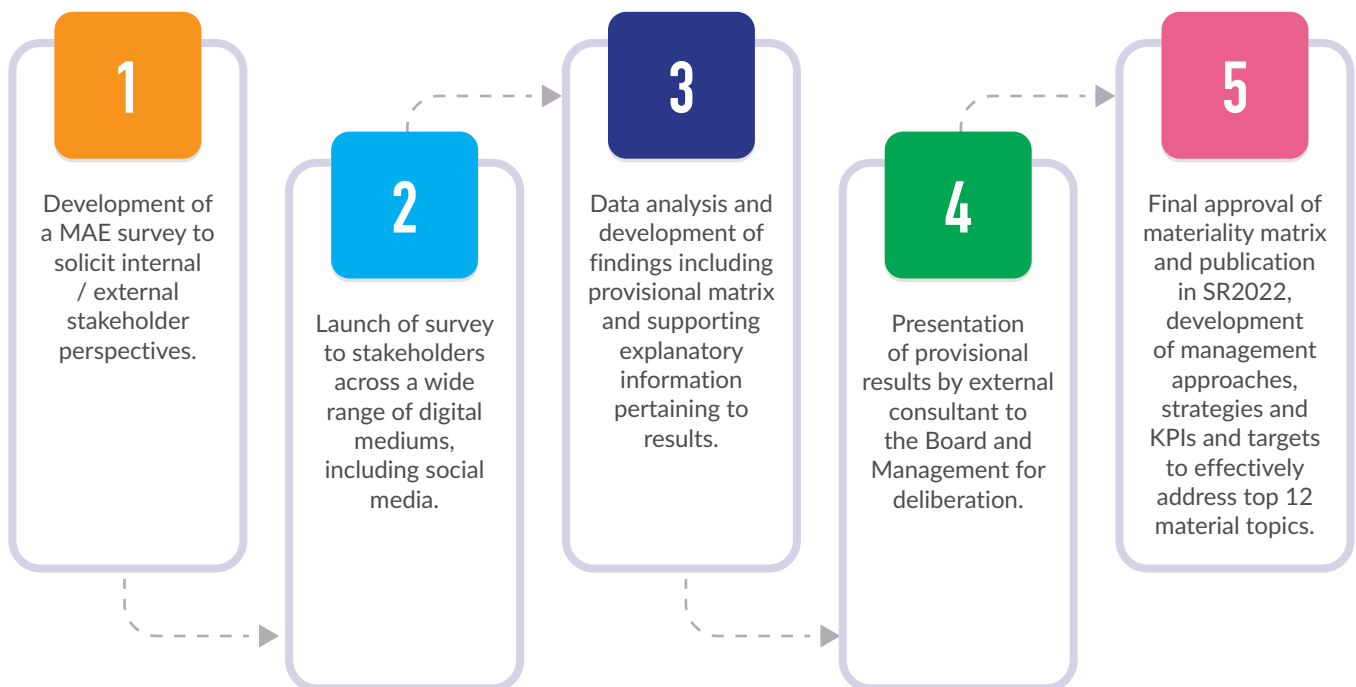 1
Development of
a MAE survey to
solicit internal
/ external
stakeholder
perspectives.
2
Launch of survey
to stakeholders
across a wide
range of digital
mediums,
including social
media.
3
Data analysis and
development of
findings including
provisional matrix
and supporting
explanatory
information
pertaining to
results.
4
Presentation
of provisional
results by external
consultant to
the Board and
Management for
deliberation.
5
Final approval of
materiality matrix
and publication
in SR2022,
development
of management
approaches,
strategies and
KPIs and targets
to effectively
address top 12
material topics.